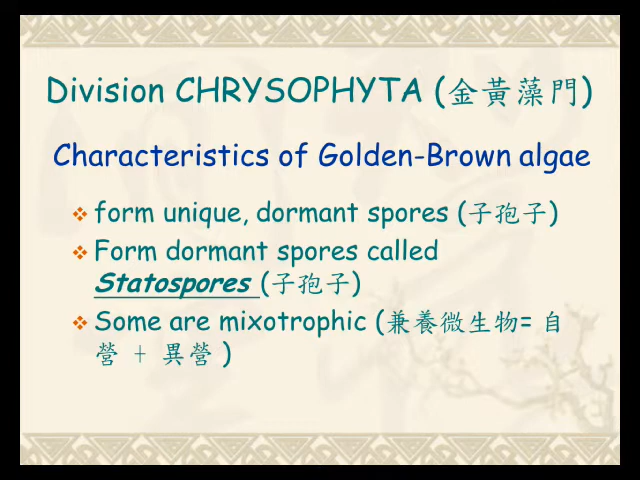 Division CHRYSOPHYTA (金黃藻門)
Characteristics of Golden-Brown algae
form unique, dormant spores (子孢子)
Form dormant spores called
Statospores (子孢子)
Some are mixotrophic (兼養微生物= 自
營 + 異營 )